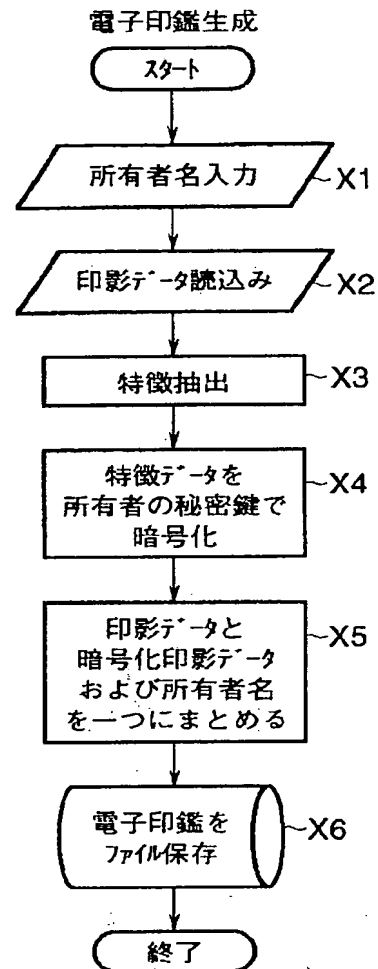 電子印鑑生成
スタート
所有者名入力
X1
印影データ読込み
X2
特徴抽出
X3
特徴データを
X4
所有者の秘密鍵で
暗号化
印影データと
X5
暗号化印影データ
および所有者名
を一つにまとめる
電子印鑑を
X6
ファイル保存
終了